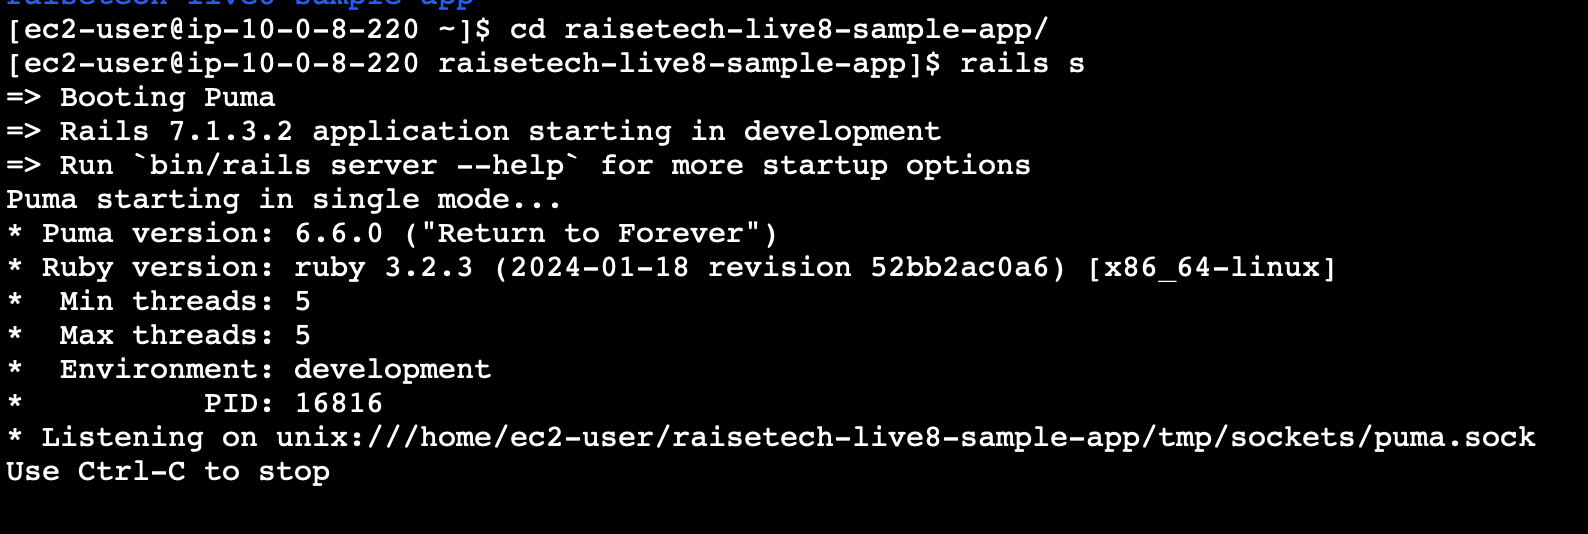 raisetech-live8-sample-app
[ec2-user@ip-10-0-8-220 ~]$ cd raisetech-live8-sample-app/
[ec2-user@ip-10-0-8-220 raisetech-live8-sample-app]$ rails s
=> Booting Puma
=> Rails 7.1.3.2 application starting in development
=> Run `bin/rails server --help` for more startup options
Puma starting in single mode...
* Puma version: 6.6.0 ("Return to Forever")
* Ruby version: ruby 3.2.3 (2024-01-18 revision 52bb2ac0a6) [x86_64-linux]
*  Min threads: 5
*  Max threads: 5
*  Environment: development
*          PID: 16816
* Listening on unix:///home/ec2-user/raisetech-live8-sample-app/tmp/sockets/puma.sock
Use Ctrl-C to stop